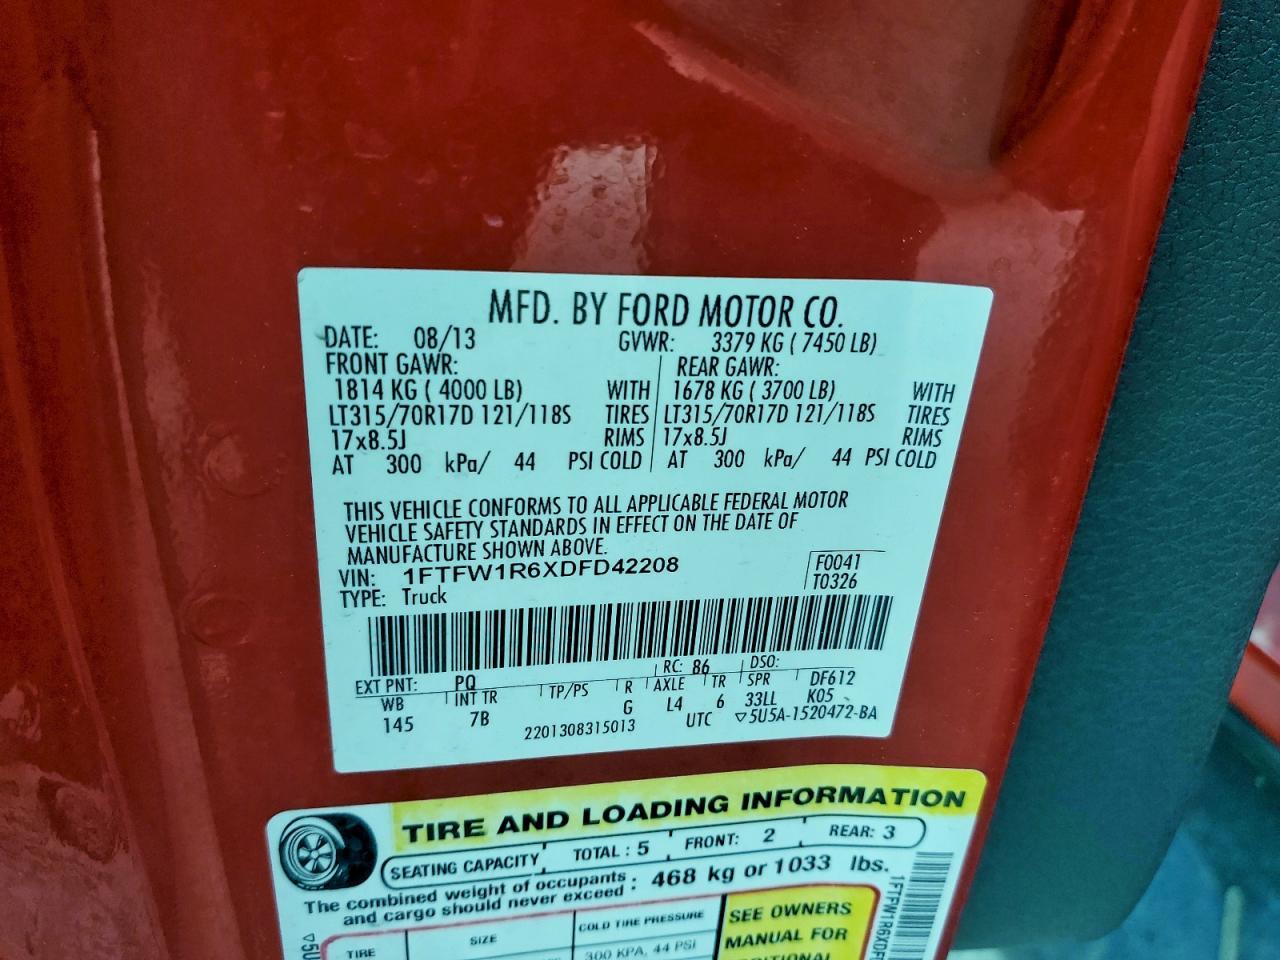 MFD. BY FORD MOTOR CO.
DATE: 08/13 GVWR: 3379 KG ( 7450 LB)
FRONT GAWR: REAR GAWR:
1814 KG ( 4000 LB) WITH 1678 KG ( 3700 LB) WITH
LT315/70R17D 121/118S TIRES LT315/70R17D 121/118S TIRES
17x8.5J RIMS 17x8.5J RIMS
AT 300 kPa/ 44 PSI COLD AT 300 kPa/ 44 PSI COLD
THIS VEHICLE CONFORMS TO ALL APPLICABLE FEDERAL MOTOR
VEHICLE SAFETY STANDARDS IN EFFECT ON THE DATE OF
MANUFACTURE SHOWN ABOVE.
VIN: 1FTFW1R6XDFD42208 F0041
TYPE: Truck T0326
EXT PNT: PQ RC: 86 DSO:
WB INT TR TP/PS R AXLE TR SPR DF612
145 7B G L4 6 33LL K05
2201308315013 UTC ▽5U5A-1520472-BA
TIRE AND LOADING INFORMATION
SEATING CAPACITY TOTAL : 5 FRONT: 2 REAR: 3
The combined weight of occupants : 468 kg or 1033 lbs.
and cargo should never exceed
TIRE SIZE COLD TIRE PRESSURE SEE OWNERS
300 KPA, 44 PSI MANUAL FOR
▽5U
1FTFW1R6XDF